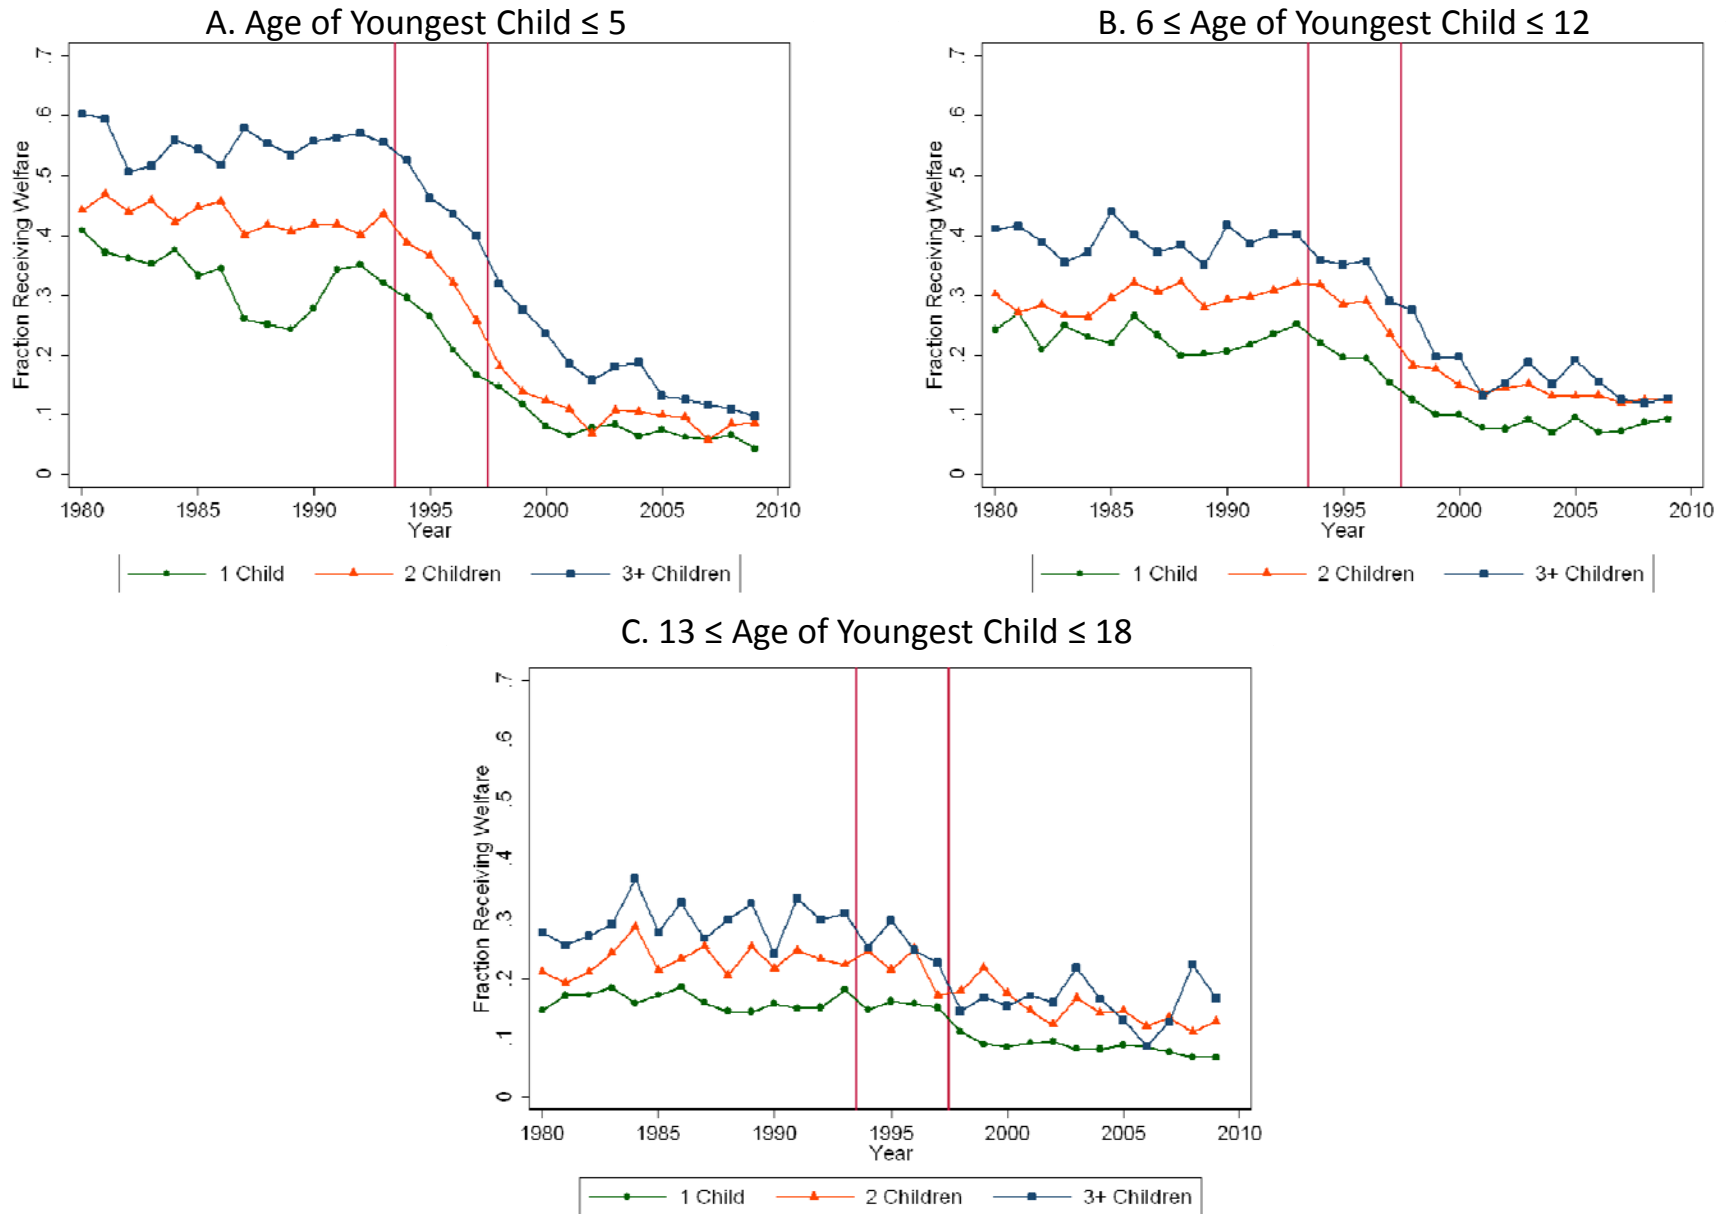 A. Age of Youngest Child ≤ 5
Fraction Receiving Welfare
.7
.6
.5
.4
.3
.2
.1
0
1980 1985 1990 1995 2000 2005 2010
Year
1 Child 2 Children 3+ Children
B. 6 ≤ Age of Youngest Child ≤ 12
Fraction Receiving Welfare
.7
.6
.5
.4
.3
.2
.1
0
1980 1985 1990 1995 2000 2005 2010
Year
1 Child 2 Children 3+ Children
C. 13 ≤ Age of Youngest Child ≤ 18
Fraction Receiving Welfare
.7
.6
.5
.4
.3
.2
.1
0
1980 1985 1990 1995 2000 2005 2010
Year
1 Child 2 Children 3+ Children